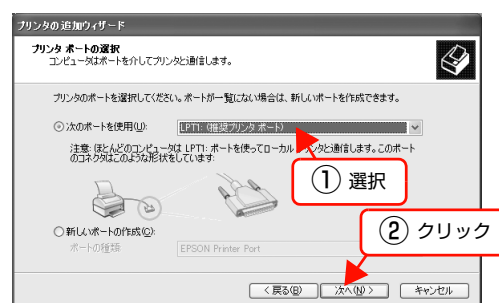 プリンタの追加ウィザード
プリンタ ポートの選択
コンピュータはポートを介してプリンタと通信します。
プリンタのポートを選択してください。ポートが一覧にない場合は、新しいポートを作成できます。
次のポートを使用(U):
LPT1: (推奨プリンタ ポート)
注意: ほとんどのコンピュータは LPT1: ポートを使ってローカル プリンタと通信します。このポート
のコネクタはこのような形状をしています:
① 選択
新しいポートの作成(C):
② クリック
ポートの種類
EPSON Printer Port
< 戻る(B)
次へ(N) >
キャンセル